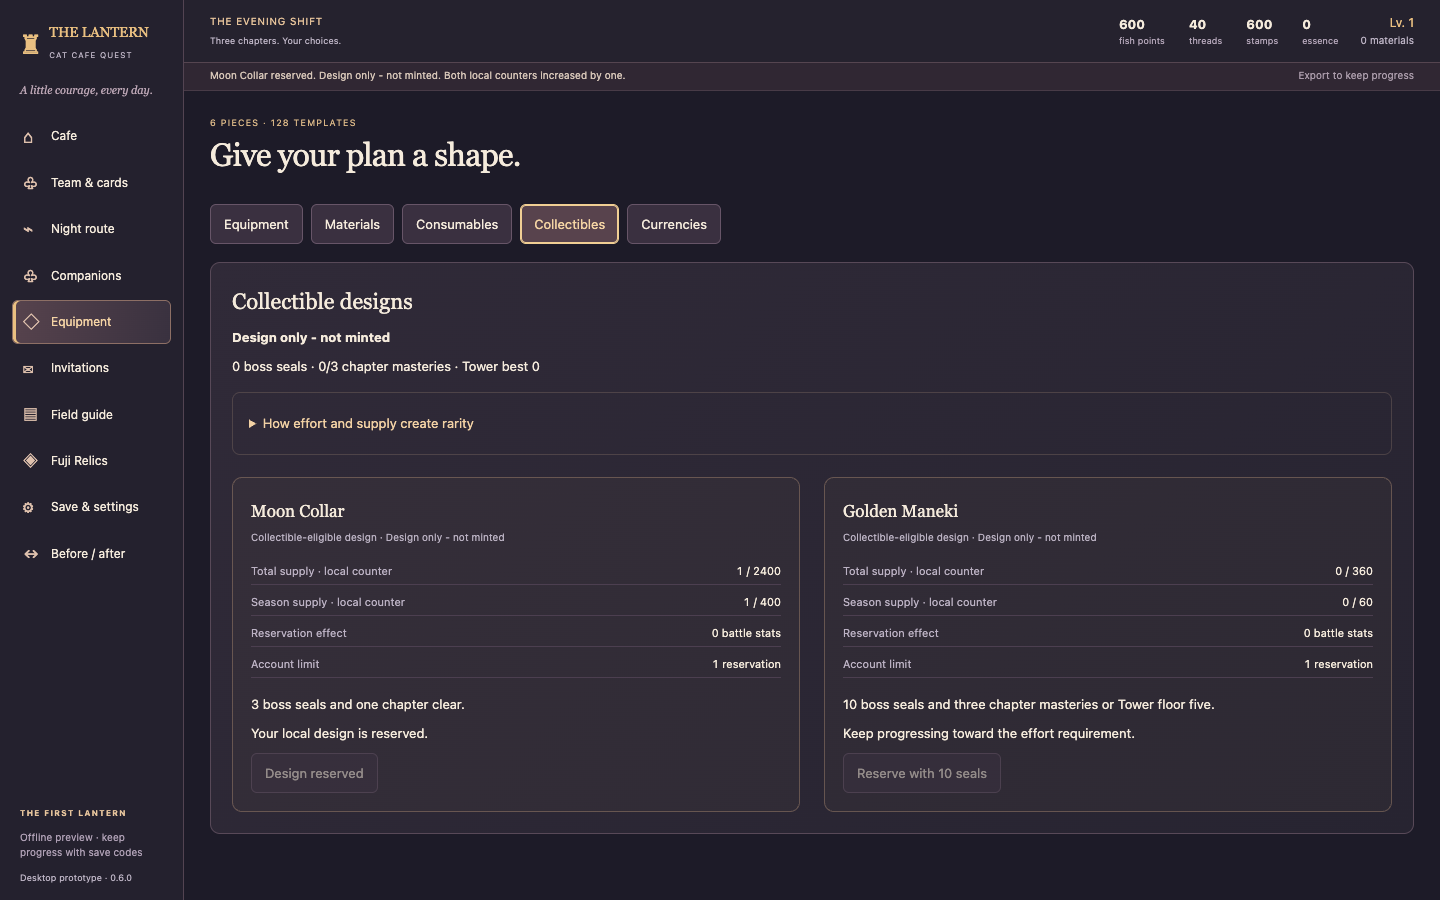 THE LANTERN
CAT CAFE QUEST
A little courage, every day.
Cafe
Team & cards
Night route
Companions
Equipment
Invitations
Field guide
Fuji Relics
Save & settings
Before / after
THE FIRST LANTERN
Offline preview · keep
progress with save codes
Desktop prototype · 0.6.0
THE EVENING SHIFT
Three chapters. Your choices.
600
fish points
40
threads
600
stamps
0
essence
Lv. 1
0 materials
Moon Collar reserved. Design only - not minted. Both local counters increased by one.
Export to keep progress
6 PIECES · 128 TEMPLATES
Give your plan a shape.
Equipment
Materials
Consumables
Collectibles
Currencies
Collectible designs
Design only - not minted
0 boss seals · 0/3 chapter masteries · Tower best 0
How effort and supply create rarity
Moon Collar
Collectible-eligible design · Design only - not minted
Total supply · local counter 1 / 2400
Season supply · local counter 1 / 400
Reservation effect 0 battle stats
Account limit 1 reservation
3 boss seals and one chapter clear.
Your local design is reserved.
Design reserved
Golden Maneki
Collectible-eligible design · Design only - not minted
Total supply · local counter 0 / 360
Season supply · local counter 0 / 60
Reservation effect 0 battle stats
Account limit 1 reservation
10 boss seals and three chapter masteries or Tower floor five.
Keep progressing toward the effort requirement.
Reserve with 10 seals